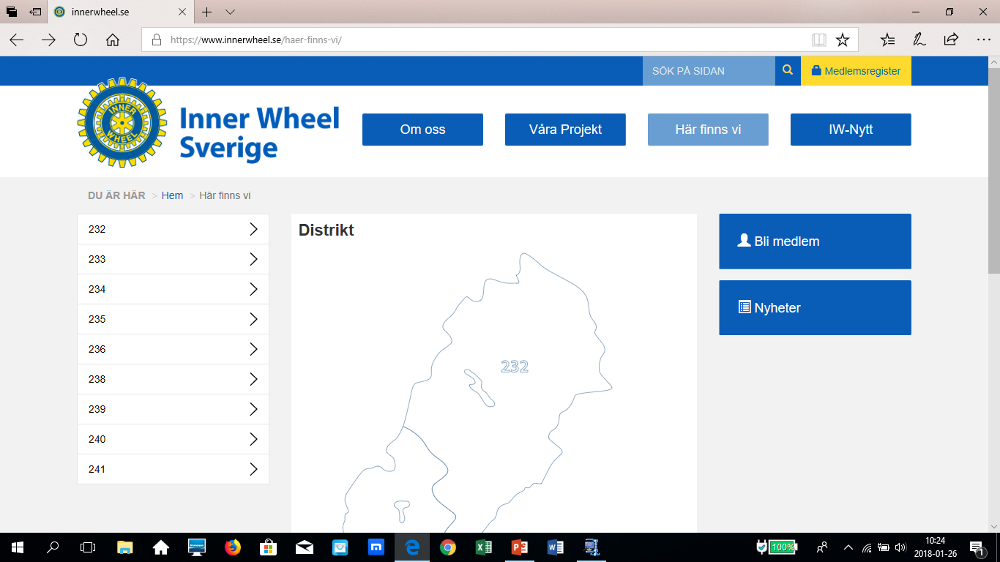 innerwheel.se
https://www.innerwheel.se/haer-finns-vi/
SÖK PÅ SIDAN
Medlemsregister
INNER
WHEEL
Inner Wheel
Sverige
Om oss
Våra Projekt
Här finns vi
IW-Nytt
DU ÄR HÄR > Hem > Här finns vi
232
233
234
235
236
238
239
240
241
Distrikt
232
Bli medlem
Nyheter
100%
10:24
2018-01-26
1